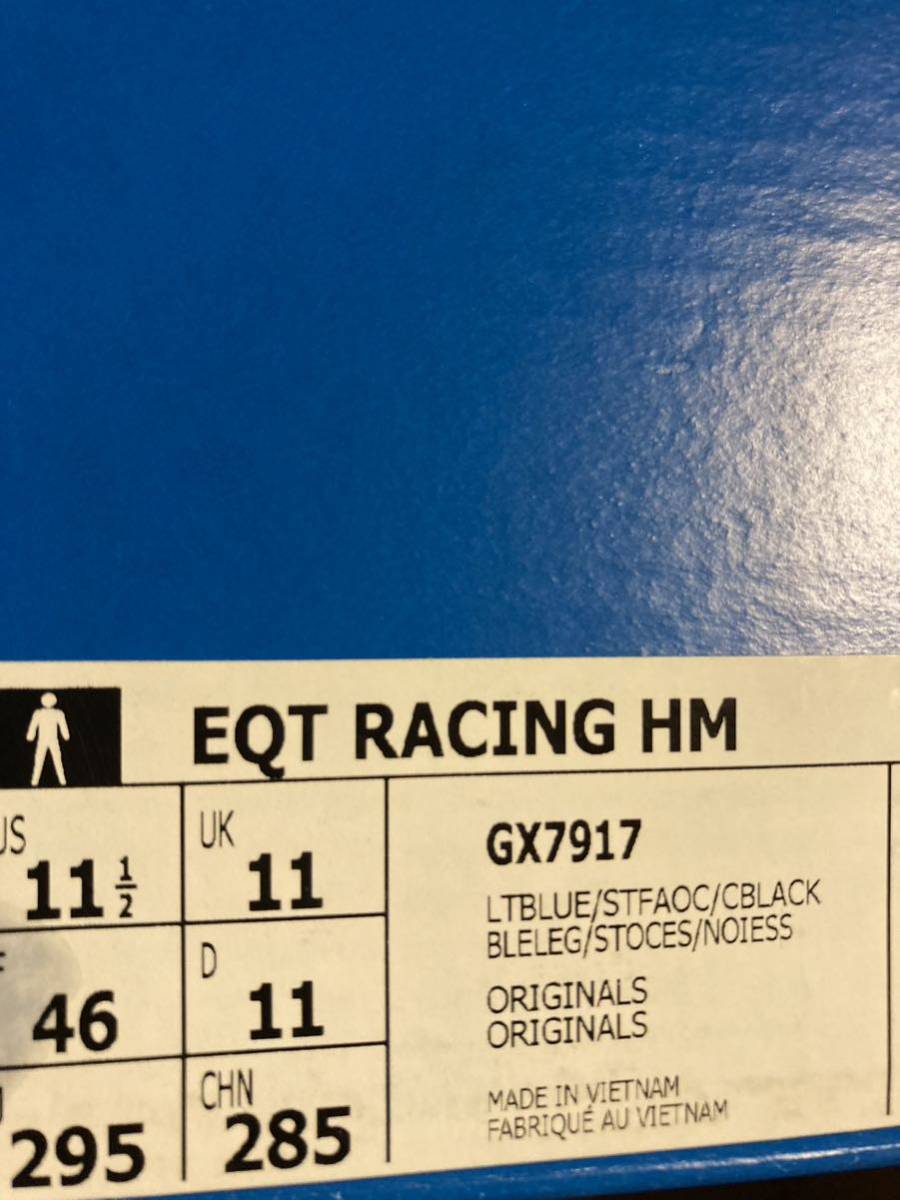 EQT RACING HM
US
11 1/2
UK
11
F
46
D
11
J
295
CHN
285
GX7917
LTBLUE/STFAOC/CBLACK
BLELEG/STOCES/NOIESS
ORIGINALS
ORIGINALS
MADE IN VIETNAM
FABRIQUÉ AU VIETNAM